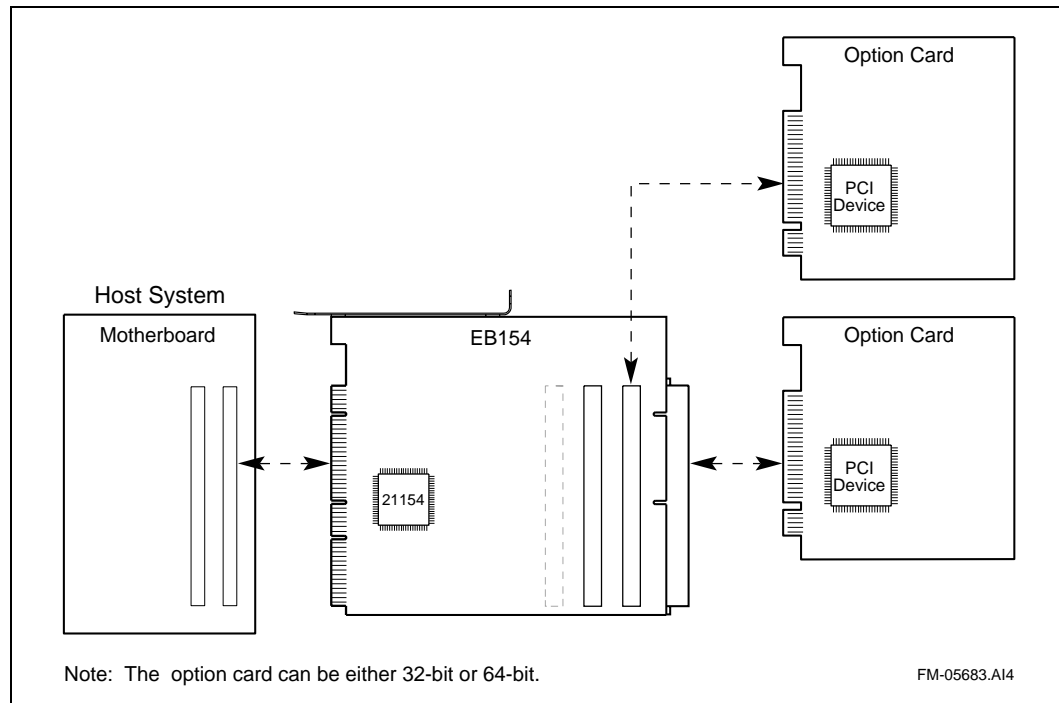 Option Card
PCI
Device
Host System
Motherboard
EB154
Option Card
21154
PCI
Device
Note: The option card can be either 32-bit or 64-bit.
FM-05683.AI4